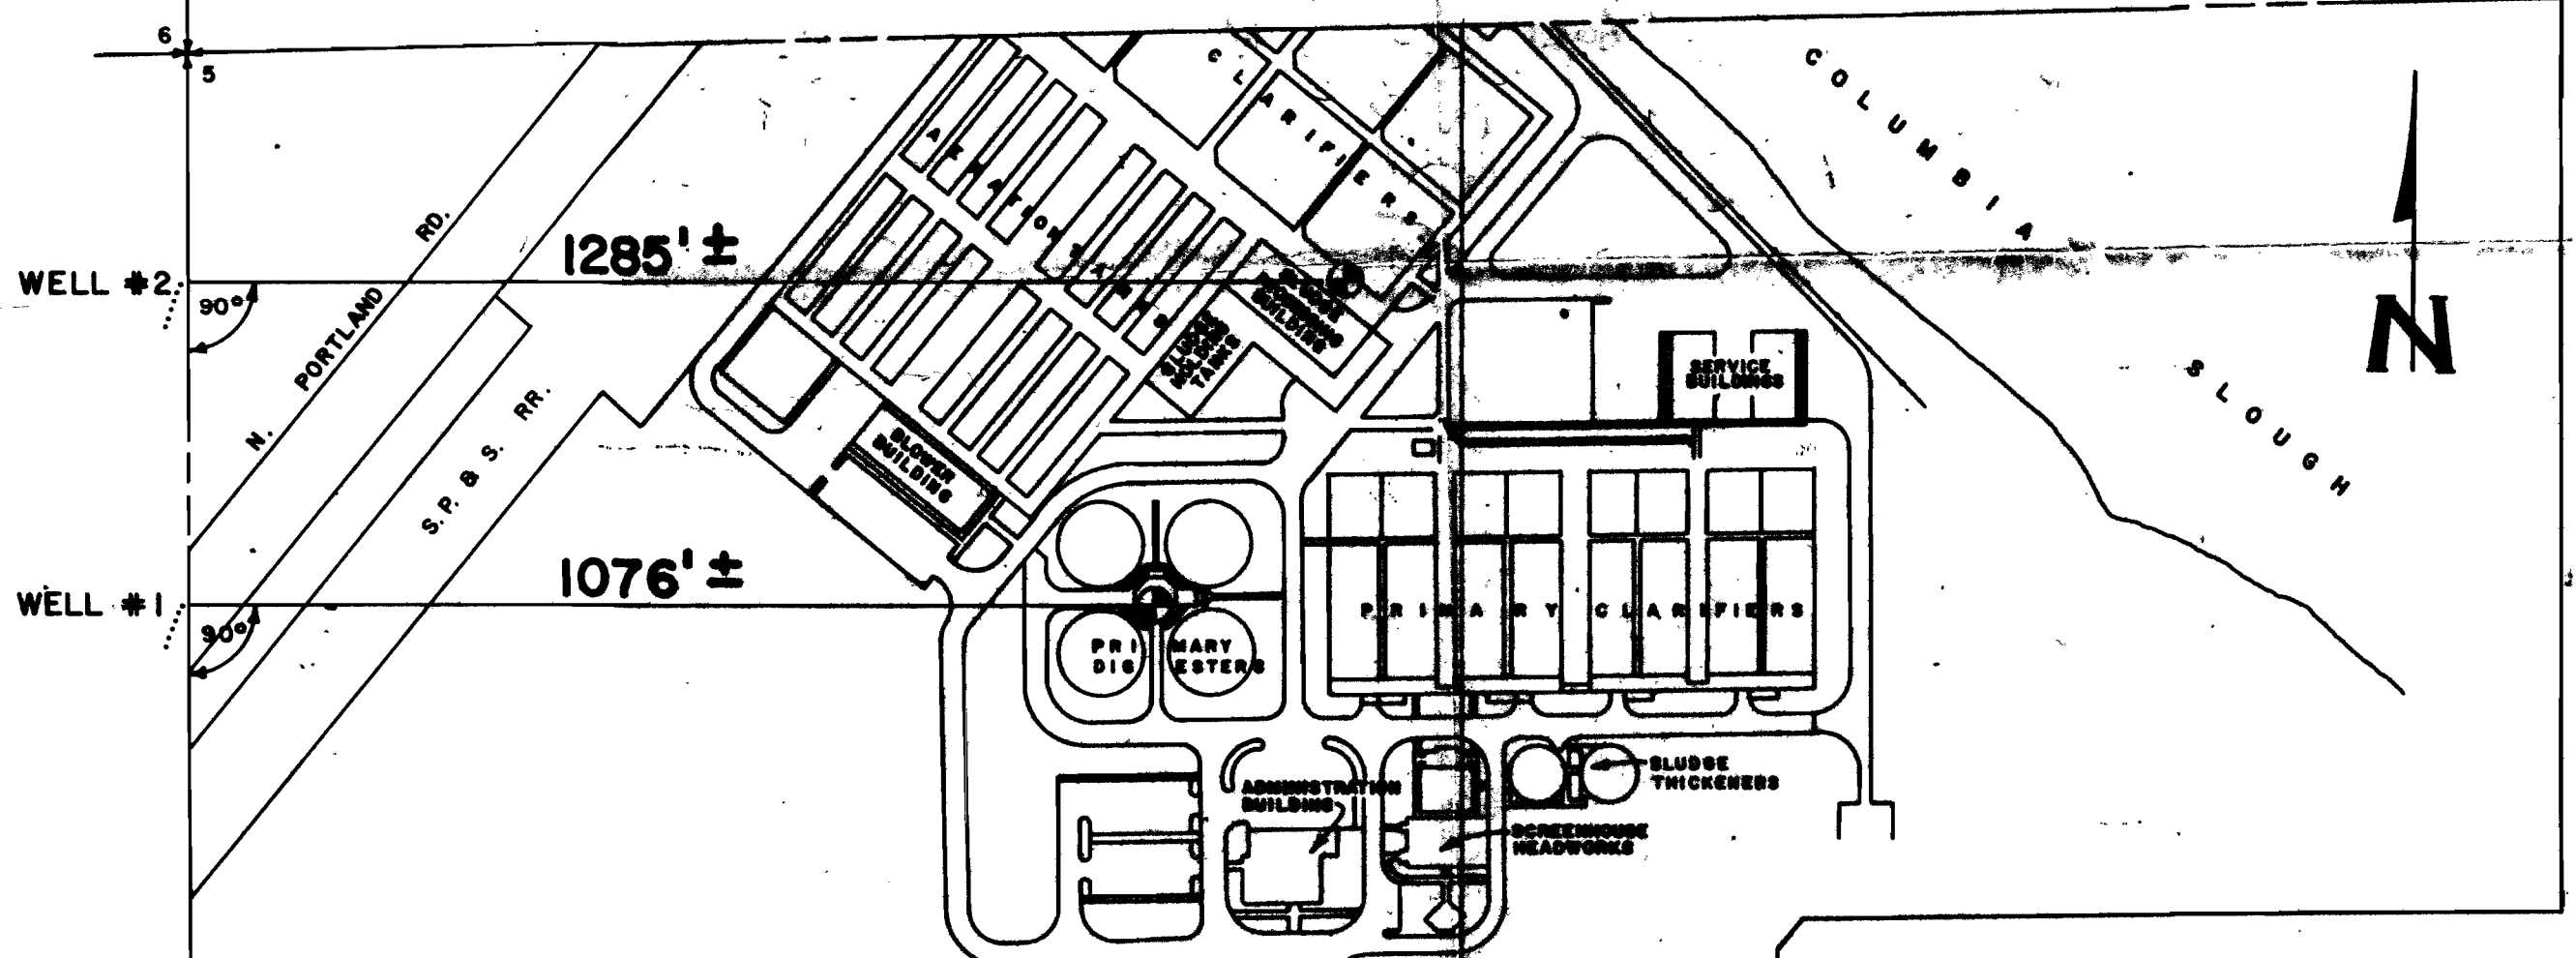 6
5
COLUMBIA
SLOUGH
N
CLARIFIERS
AERATION TANKS
N. PORTLAND RD.
S.P. & S. RR.
1285' ±
WELL #2
90°
SLUDGE
HOLDING
TANKS
BUILDING
SERVICE
BUILDINGS
BLOWER
BUILDING
1076' ±
WELL #1
90°
PRIMARY CLARIFIERS
PRIMARY
DIGESTERS
SLUDGE
THICKENERS
ADMINISTRATION
BUILDING
SCREENHOUSE
HEADWORKS